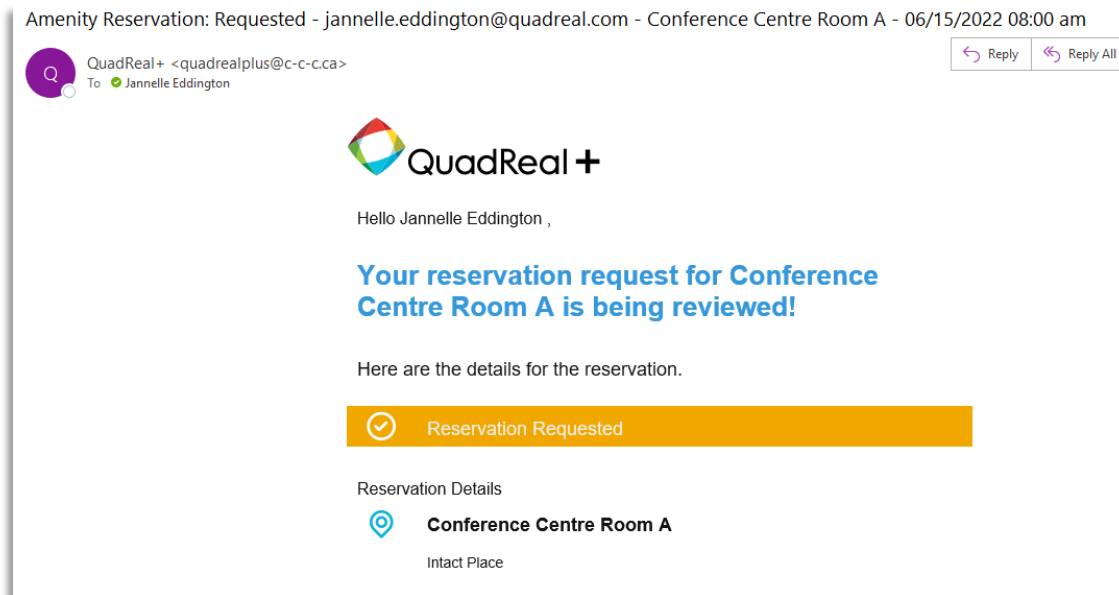 Amenity Reservation: Requested - jannelle.eddington@quadreal.com - Conference Centre Room A - 06/15/2022 08:00 am
Reply
Reply All
Q
QuadReal+ <quadrealplus@c-c-c.ca>
To Jannelle Eddington
QuadReal +
Hello Jannelle Eddington ,
Your reservation request for Conference
Centre Room A is being reviewed!
Here are the details for the reservation.
Reservation Requested
Reservation Details
Conference Centre Room A
Intact Place